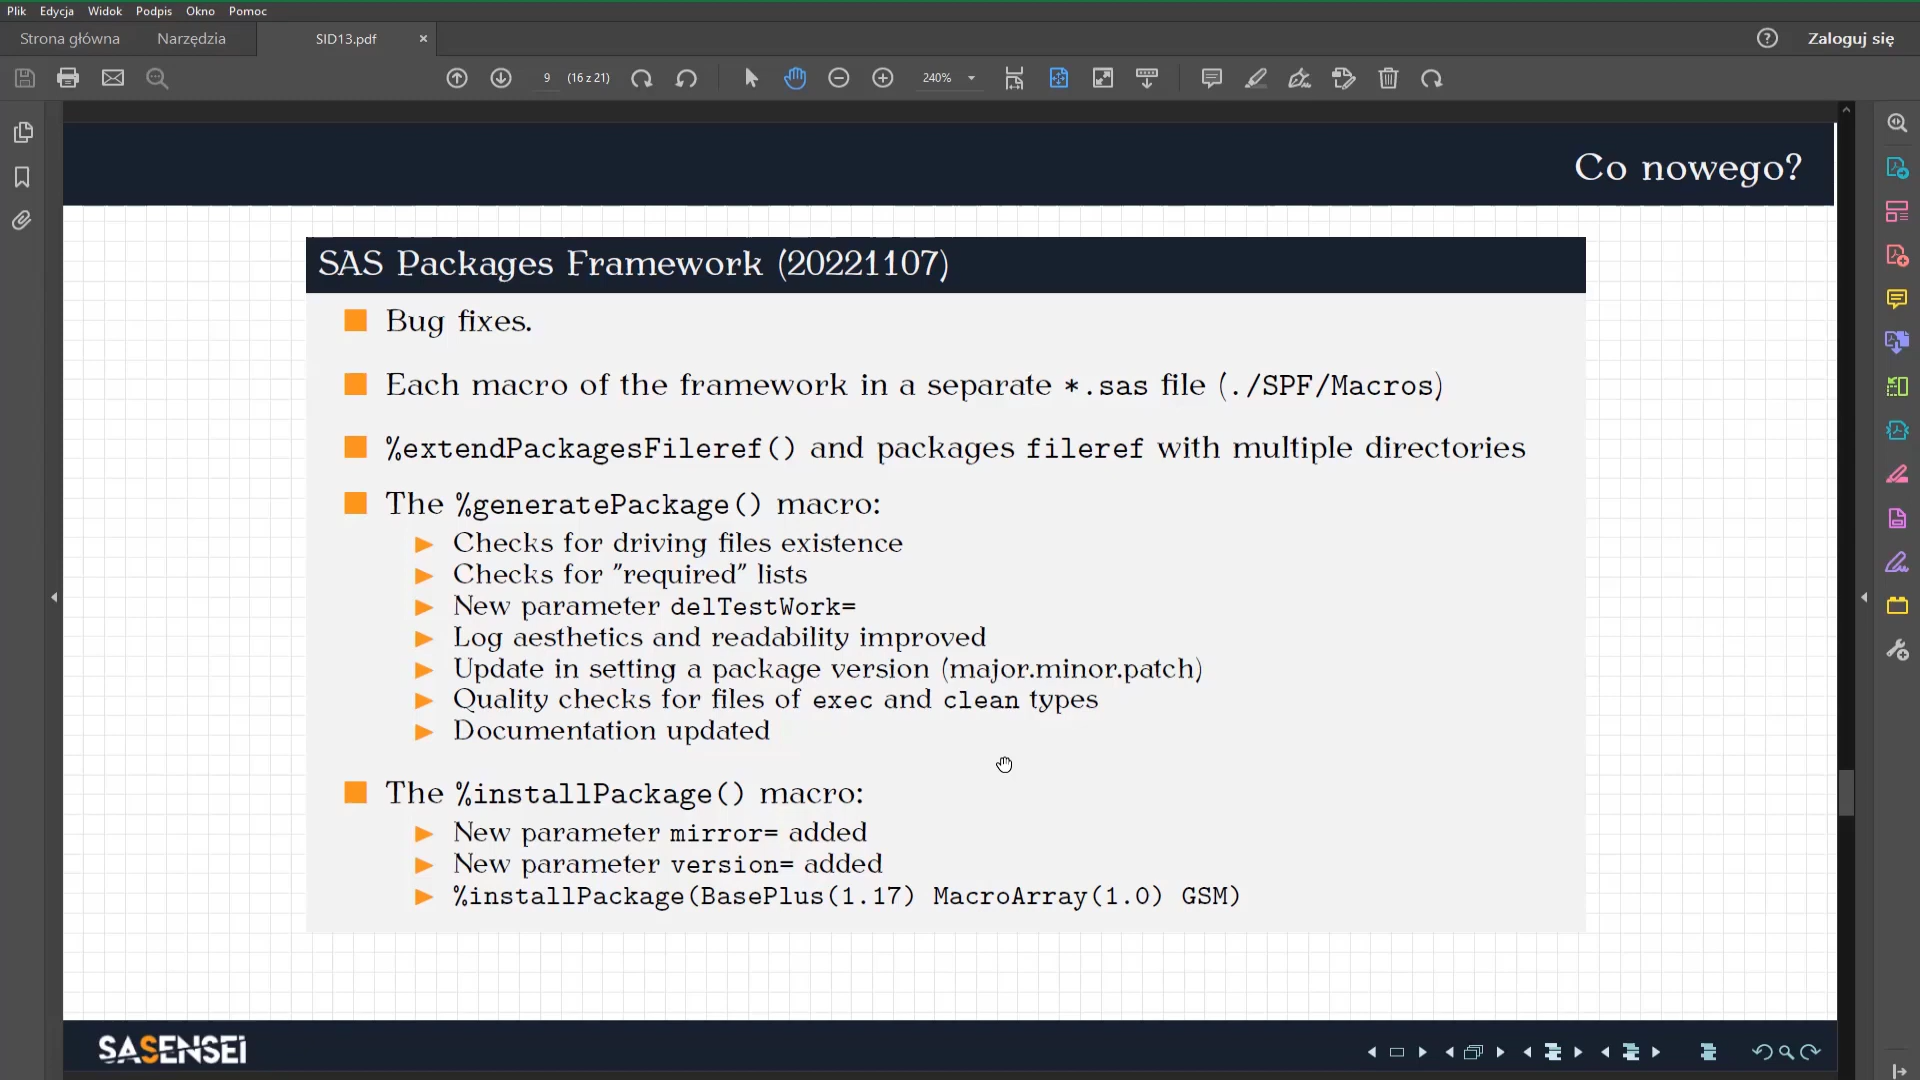 Plik Edycja Widok Podpis Okno Pomoc
Strona główna Narzędzia SID13.pdf × Zaloguj się
9 (16 z 21) 240%
Co nowego?
SAS Packages Framework (20221107)
Bug fixes.
Each macro of the framework in a separate *.sas file (./SPF/Macros)
%extendPackagesFileref() and packages fileref with multiple directories
The %generatePackage() macro:
Checks for driving files existence
Checks for "required" lists
New parameter delTestWork=
Log aesthetics and readability improved
Update in setting a package version (major.minor.patch)
Quality checks for files of exec and clean types
Documentation updated
The %installPackage() macro:
New parameter mirror= added
New parameter version= added
%installPackage(BasePlus(1.17) MacroArray(1.0) GSM)
SASENSEI